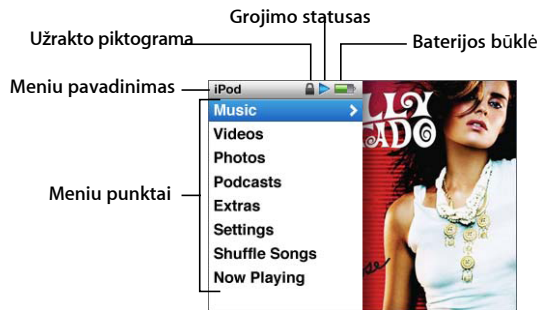 Grojimo statusas
Užrakto piktograma
Baterijos būklė
Meniu pavadinimas
iPod
Music
Videos
Photos
Podcasts
Meniu punktai
Extras
Settings
Shuffle Songs
Now Playing